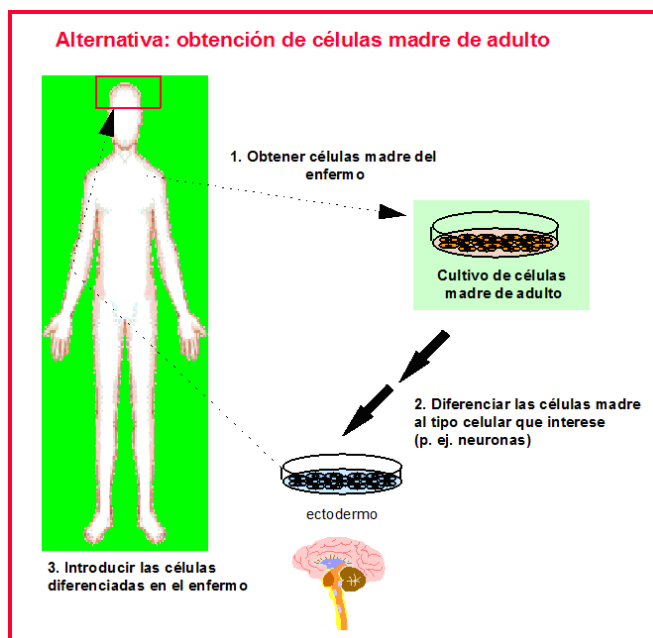 Alternativa: obtención de células madre de adulto
1. Obtener células madre del
enfermo
Cultivo de células
madre de adulto
2. Diferenciar las células madre
al tipo celular que interese
(p. ej. neuronas)
ectodermo
3. Introducir las células
diferenciadas en el enfermo